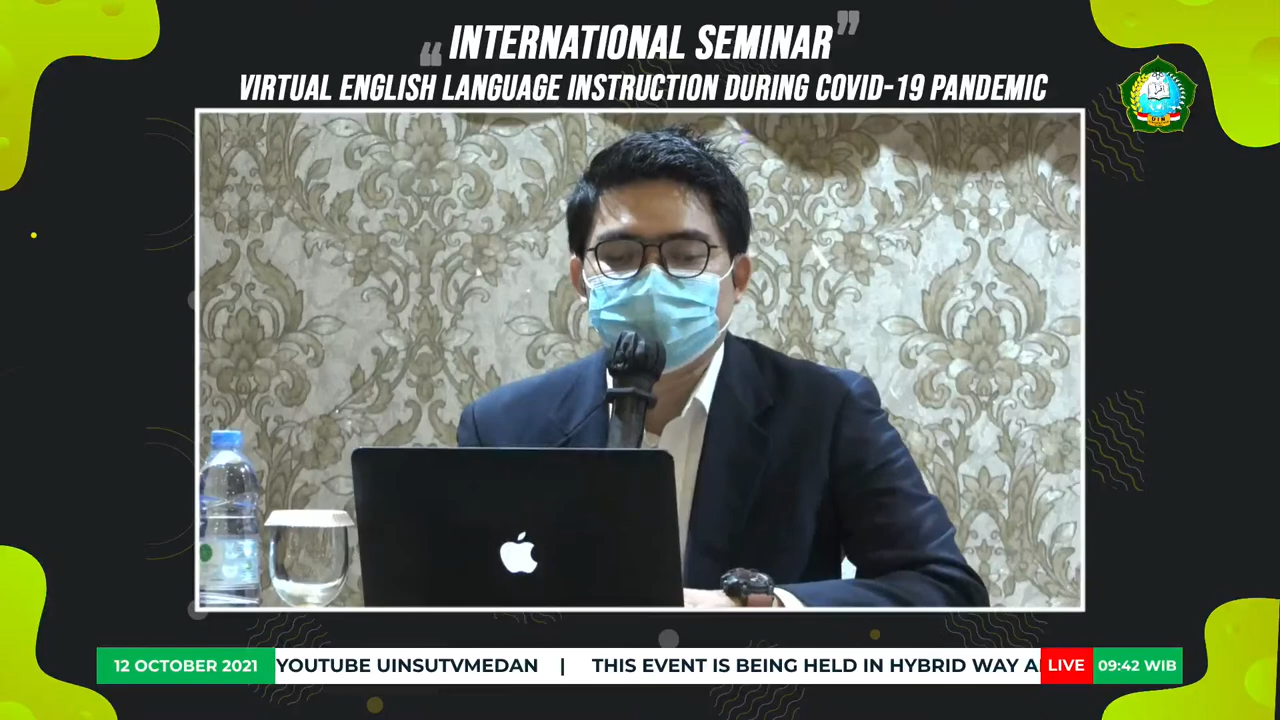 “INTERNATIONAL SEMINAR”
VIRTUAL ENGLISH LANGUAGE INSTRUCTION DURING COVID-19 PANDEMIC
UIN
12 OCTOBER 2021 YOUTUBE UINSUTVMEDAN | THIS EVENT IS BEING HELD IN HYBRID WAY A LIVE 09:42 WIB